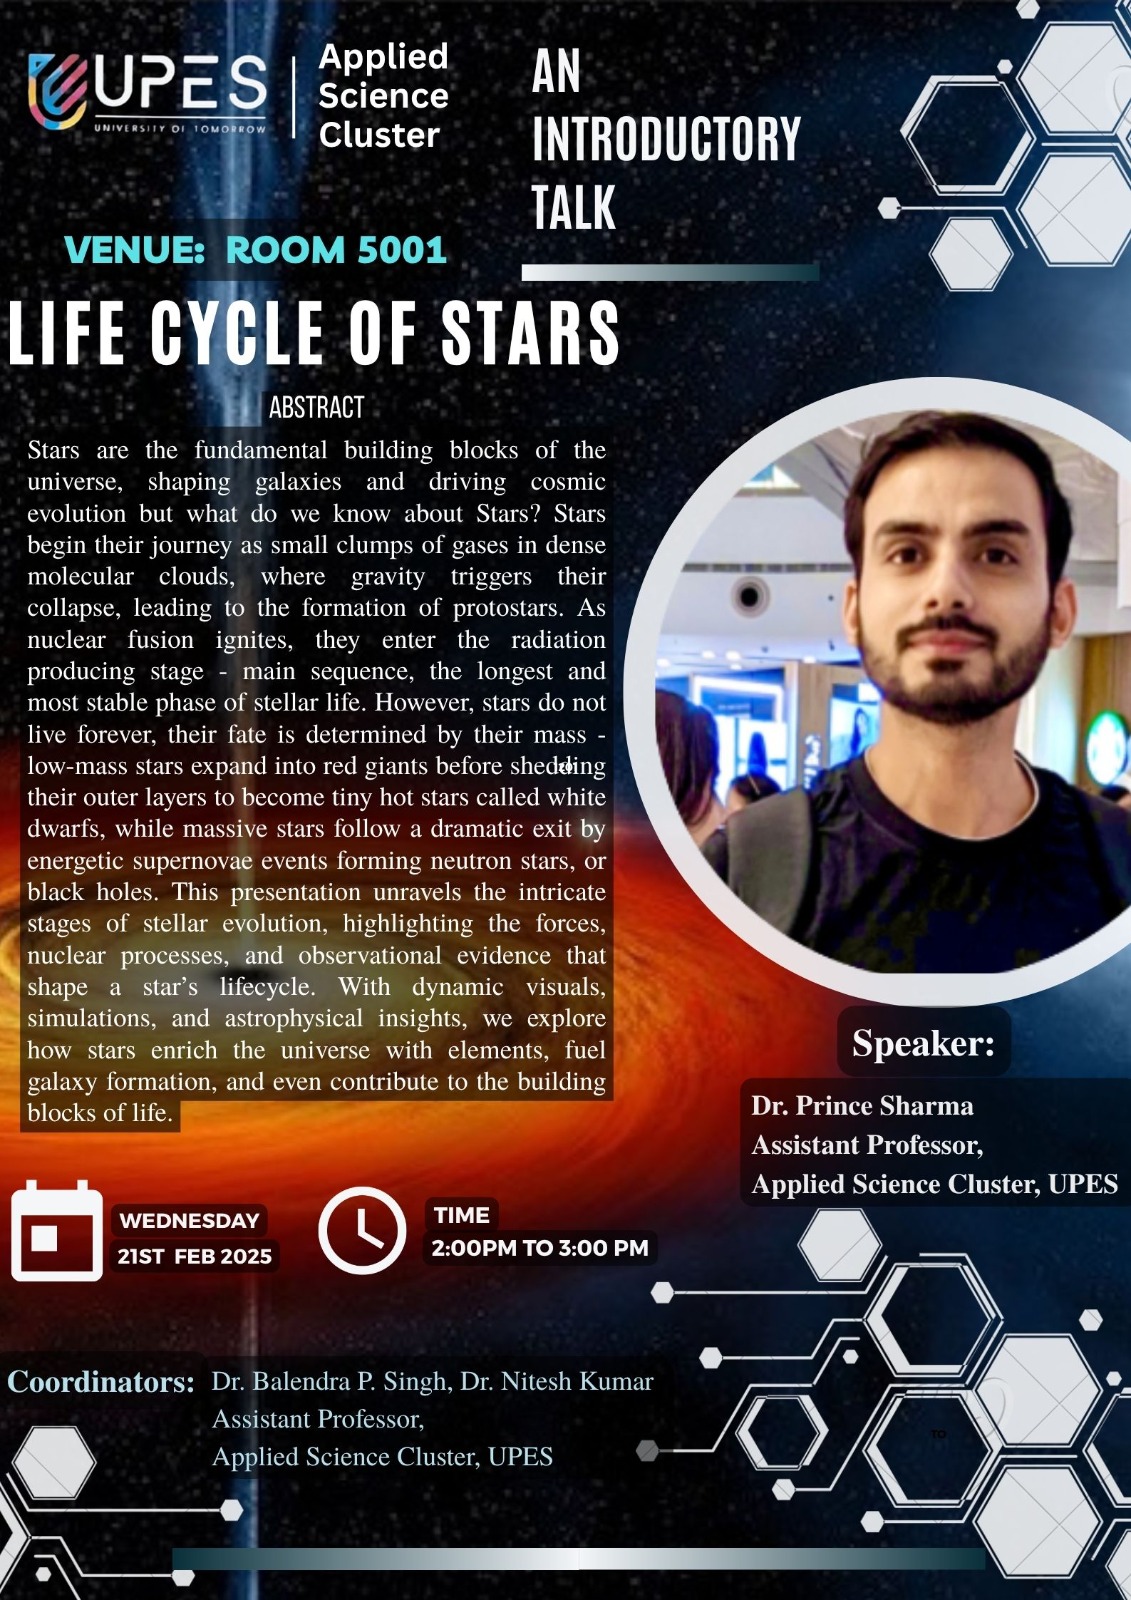 UPES
UNIVERSITY OF TOMORROW
Applied
Science
Cluster
AN
INTRODUCTORY
TALK
VENUE: ROOM 5001
LIFE CYCLE OF STARS
ABSTRACT
Stars are the fundamental building blocks of the
universe, shaping galaxies and driving cosmic
evolution but what do we know about Stars? Stars
begin their journey as small clumps of gases in dense
molecular clouds, where gravity triggers their
collapse, leading to the formation of protostars. As
nuclear fusion ignites, they enter the radiation
producing stage - main sequence, the longest and
most stable phase of stellar life. However, stars do not
live forever, their fate is determined by their mass -
low-mass stars expand into red giants before shedding
their outer layers to become tiny hot stars called white
dwarfs, while massive stars follow a dramatic exit by
energetic supernovae events forming neutron stars, or
black holes. This presentation unravels the intricate
stages of stellar evolution, highlighting the forces,
nuclear processes, and observational evidence that
shape a star’s lifecycle. With dynamic visuals,
simulations, and astrophysical insights, we explore
how stars enrich the universe with elements, fuel
galaxy formation, and even contribute to the building
blocks of life.
Speaker:
Dr. Prince Sharma
Assistant Professor,
Applied Science Cluster, UPES
WEDNESDAY
21ST FEB 2025
TIME
2:00PM TO 3:00 PM
Coordinators: Dr. Balendra P. Singh, Dr. Nitesh Kumar
Assistant Professor,
Applied Science Cluster, UPES
TO